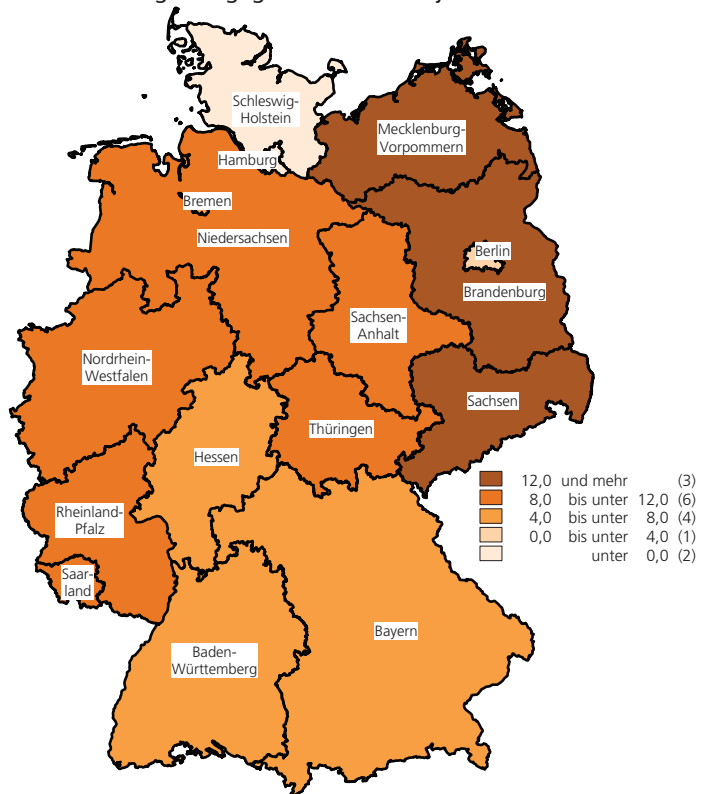 Schleswig-
Holstein
Mecklenburg-
Vorpommern
Hamburg
Bremen
Niedersachsen
Berlin
Brandenburg
Sachsen-
Anhalt
Nordrhein-
Westfalen
Sachsen
Thüringen
Hessen
12,0 und mehr (3)
8,0 bis unter 12,0 (6)
4,0 bis unter 8,0 (4)
0,0 bis unter 4,0 (1)
unter 0,0 (2)
Rheinland-
Pfalz
Saar-
land
Bayern
Baden-
Württemberg